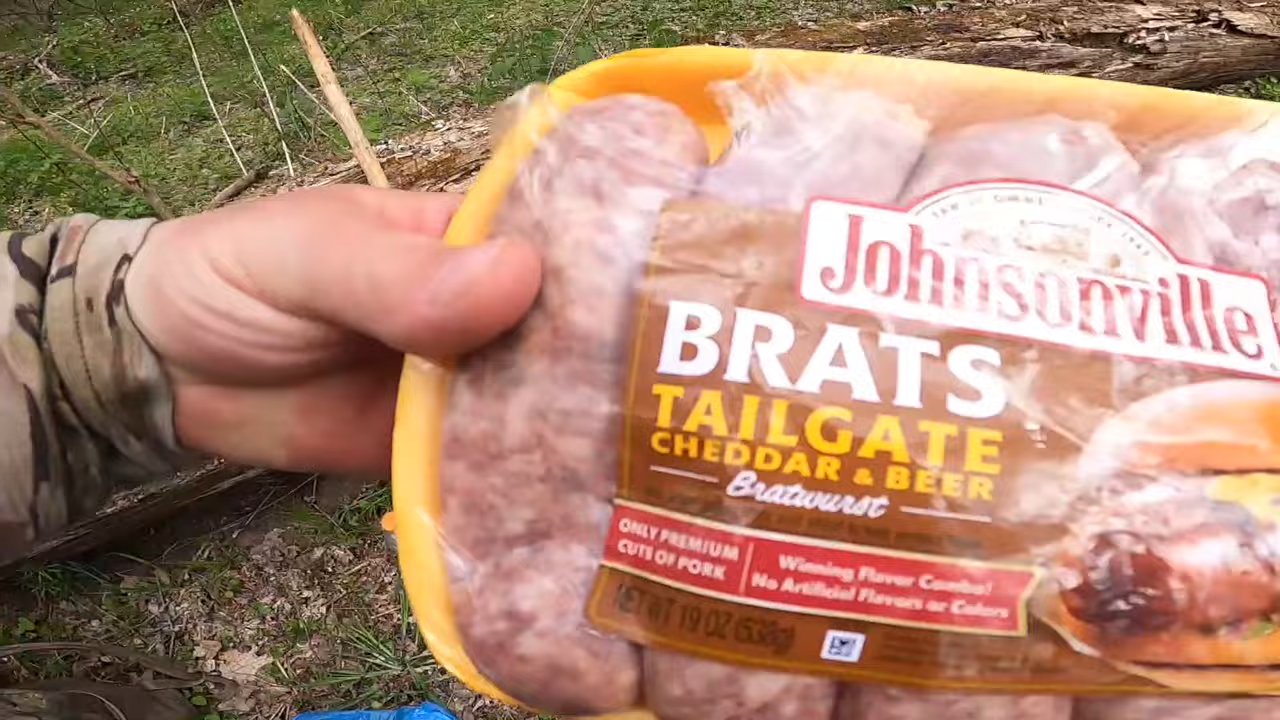 Johnsonville
BRATS
TAILGATE
CHEDDAR & BEER
Bratwurst
ONLY PREMIUM
CUTS OF PORK
Winning Flavor Combo!
No Artificial Flavors or Colors
NET WT 19 OZ (538g)